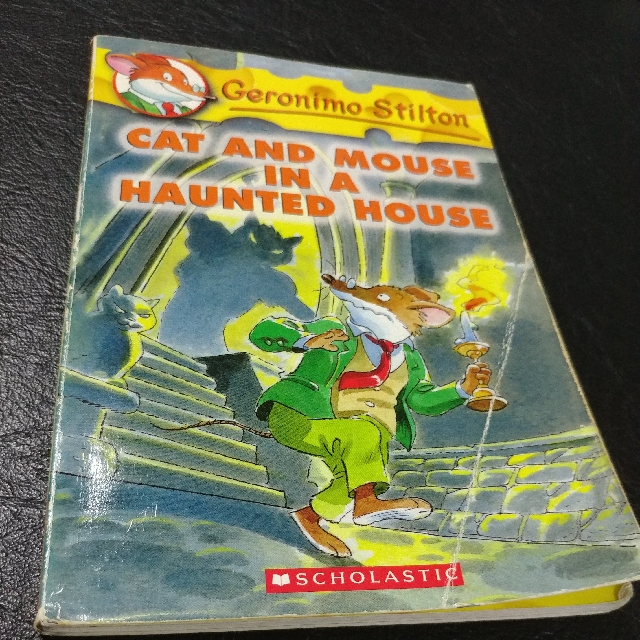 Geronimo Stilton
CAT AND MOUSE
IN A
HAUNTED HOUSE
SCHOLASTIC